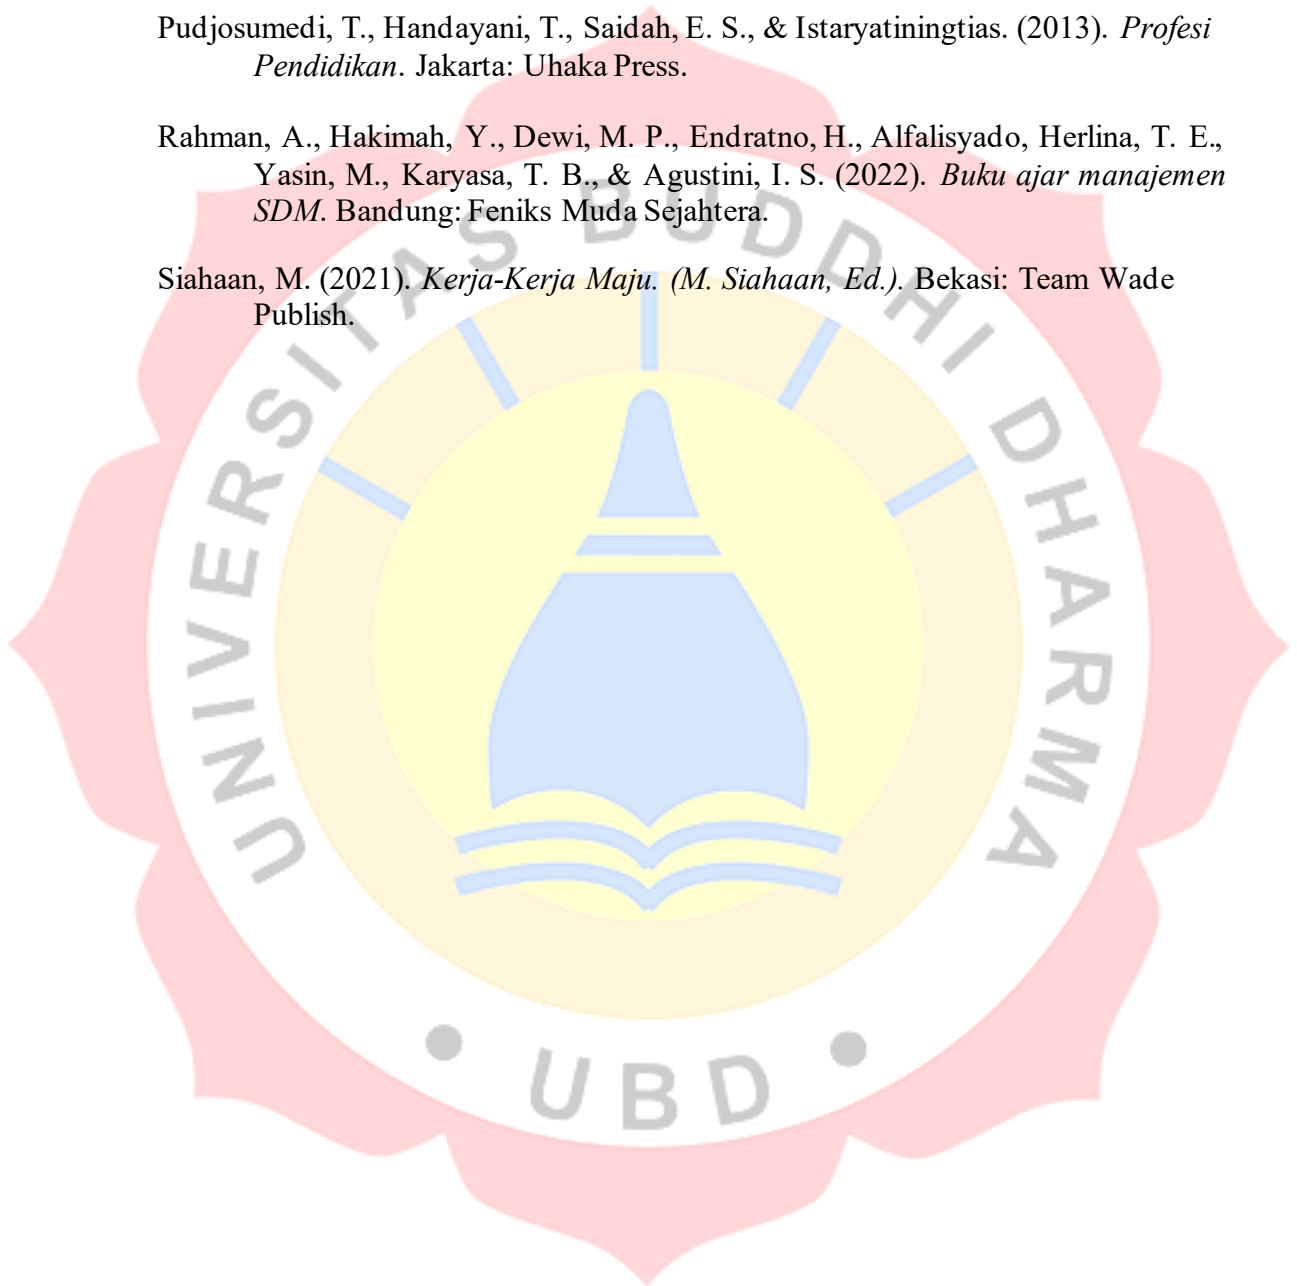 Pudjosumedi, T., Handayani, T., Saidah, E. S., & Istaryatiningtias. (2013). Profesi
Pendidikan. Jakarta: Uhaka Press.
Rahman, A., Hakimah, Y., Dewi, M. P., Endratno, H., Alfalisyado, Herlina, T. E.,
Yasin, M., Karyasa, T. B., & Agustini, I. S. (2022). Buku ajar manajemen
SDM. Bandung: Feniks Muda Sejahtera.
Siahaan, M. (2021). Kerja-Kerja Maju. (M. Siahaan, Ed.). Bekasi: Team Wade
Publish.
UNIVERSITAS BUDDHI DHARMA
• UBD •